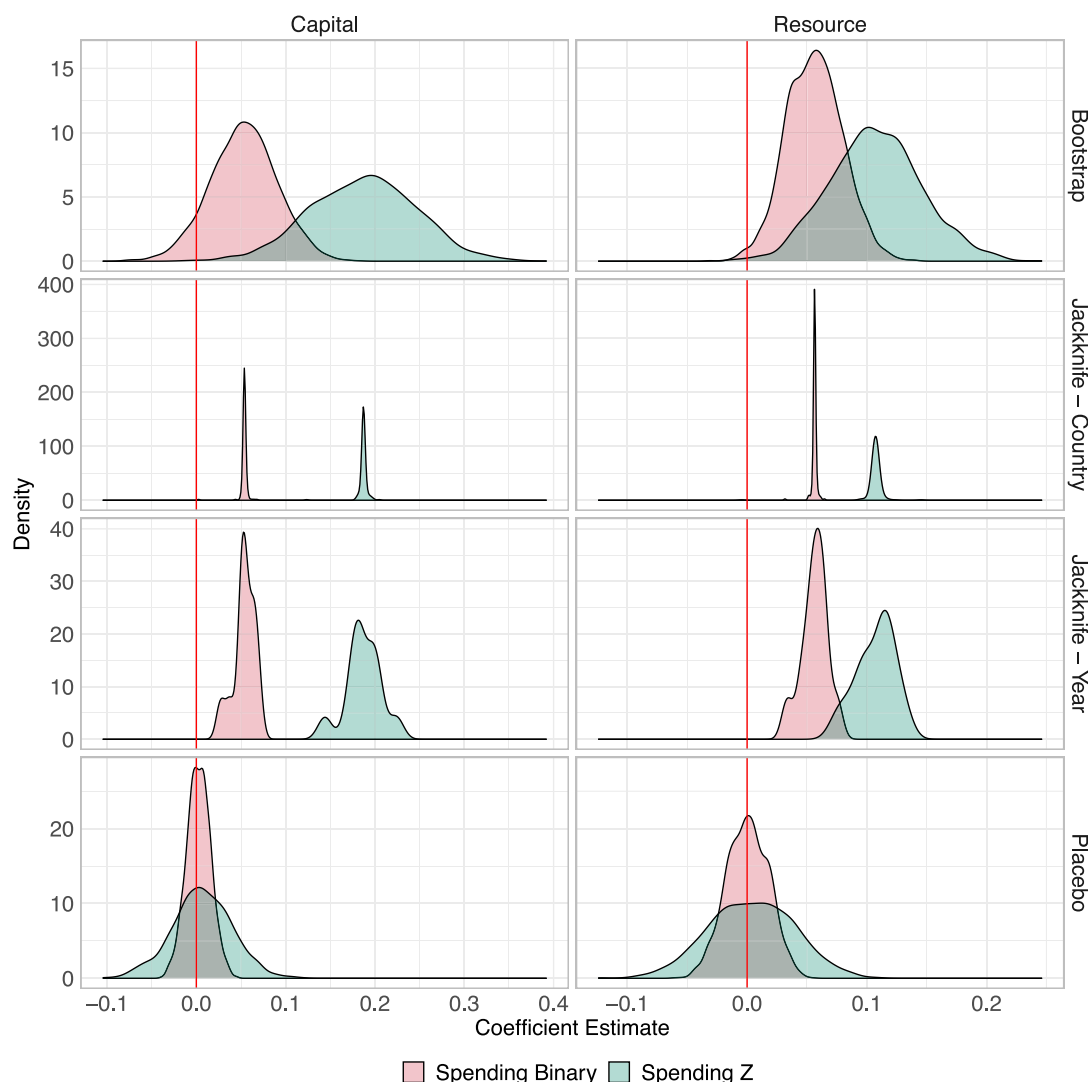 Capital Resource
15
10
5
0
Bootstrap
400
300
200
100
0
Jackknife – Country
Density
40
30
20
10
0
Jackknife – Year
20
10
0
Placebo
−0.1 0.0 0.1 0.2 0.3 0.4 −0.1 0.0 0.1 0.2
Coefficient Estimate
Spending Binary Spending Z